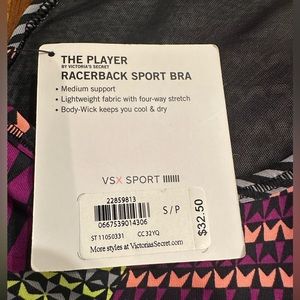 THE PLAYER
BY VICTORIA'S SECRET
RACERBACK SPORT BRA
• Medium support
• Lightweight fabric with four-way stretch
• Body-Wick keeps you cool & dry
VSX SPORT
22859813
0667539014306
S / P
$32.50
ST 11050331 CC 32YQ
More styles at VictoriasSecret.com